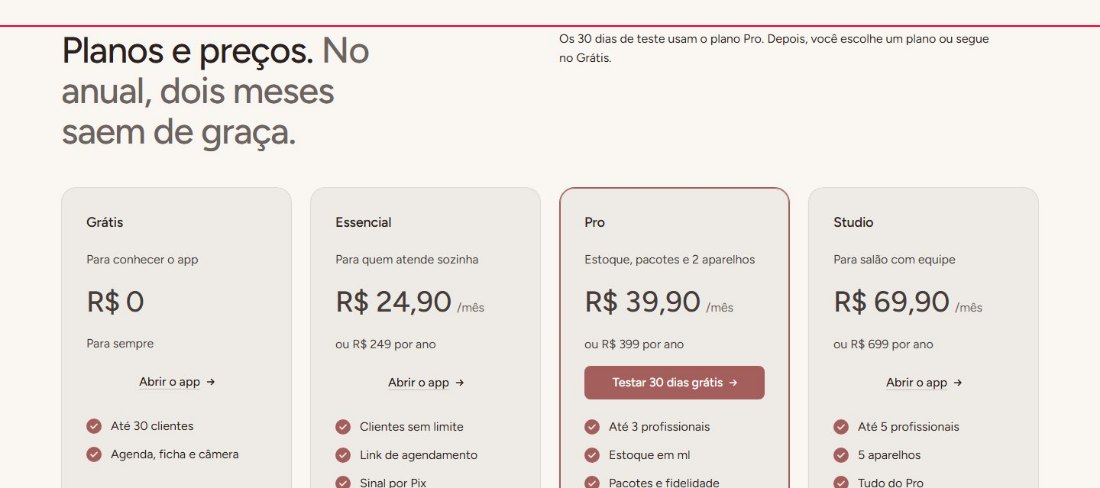 Planos e preços. No
anual, dois meses
saem de graça.
Os 30 dias de teste usam o plano Pro. Depois, você escolhe um plano ou segue
no Grátis.
Grátis
Para conhecer o app
R$ 0
Para sempre
Abrir o app →
Até 30 clientes
Agenda, ficha e câmera
Essencial
Para quem atende sozinha
R$ 24,90 /mês
ou R$ 249 por ano
Abrir o app →
Clientes sem limite
Link de agendamento
Sinal por Pix
Pro
Estoque, pacotes e 2 aparelhos
R$ 39,90 /mês
ou R$ 399 por ano
Testar 30 dias grátis →
Até 3 profissionais
Estoque em ml
Pacotes e fidelidade
Studio
Para salão com equipe
R$ 69,90 /mês
ou R$ 699 por ano
Abrir o app →
Até 5 profissionais
5 aparelhos
Tudo do Pro